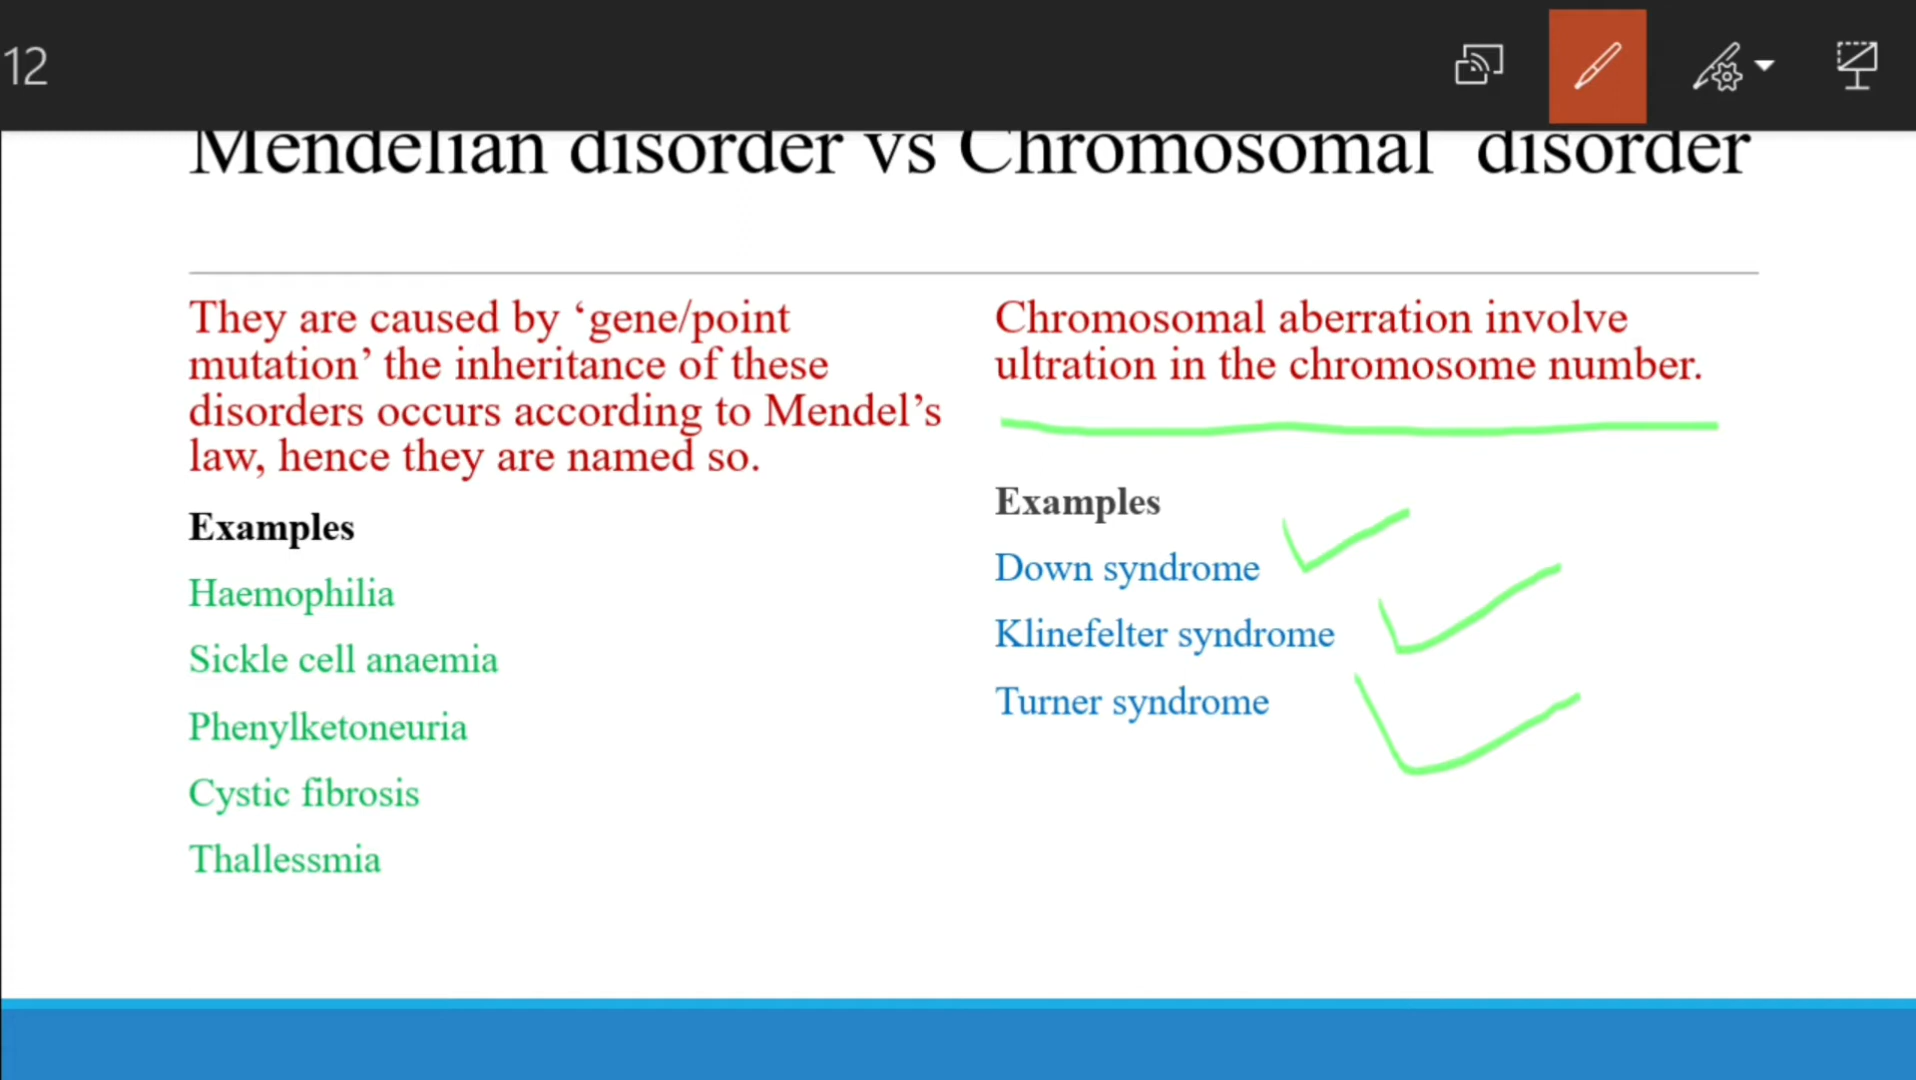 12
Mendelian disorder vs Chromosomal disorder
They are caused by ‘gene/point
mutation’ the inheritance of these
disorders occurs according to Mendel’s
law, hence they are named so.
Examples
Haemophilia
Sickle cell anaemia
Phenylketoneuria
Cystic fibrosis
Thallessmia
Chromosomal aberration involve
ultration in the chromosome number.
Examples
Down syndrome
Klinefelter syndrome
Turner syndrome